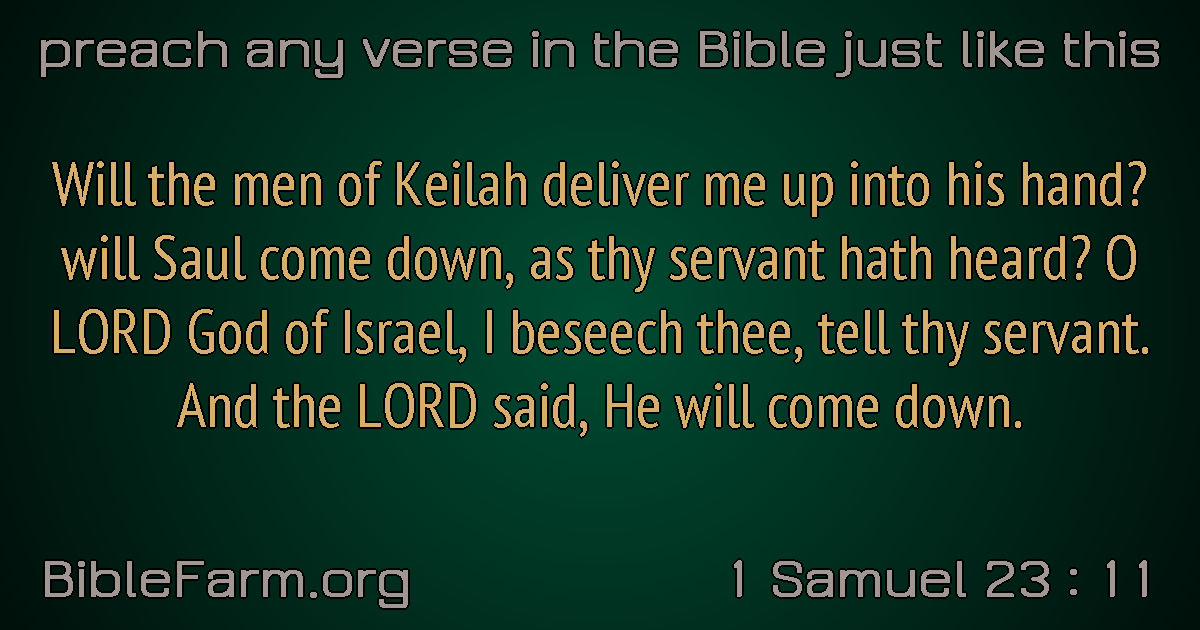 preach any verse in the Bible just like this
Will the men of Keilah deliver me up into his hand?
will Saul come down, as thy servant hath heard? O
LORD God of Israel, I beseech thee, tell thy servant.
And the LORD said, He will come down.
BibleFarm.org
1 Samuel 23 : 11